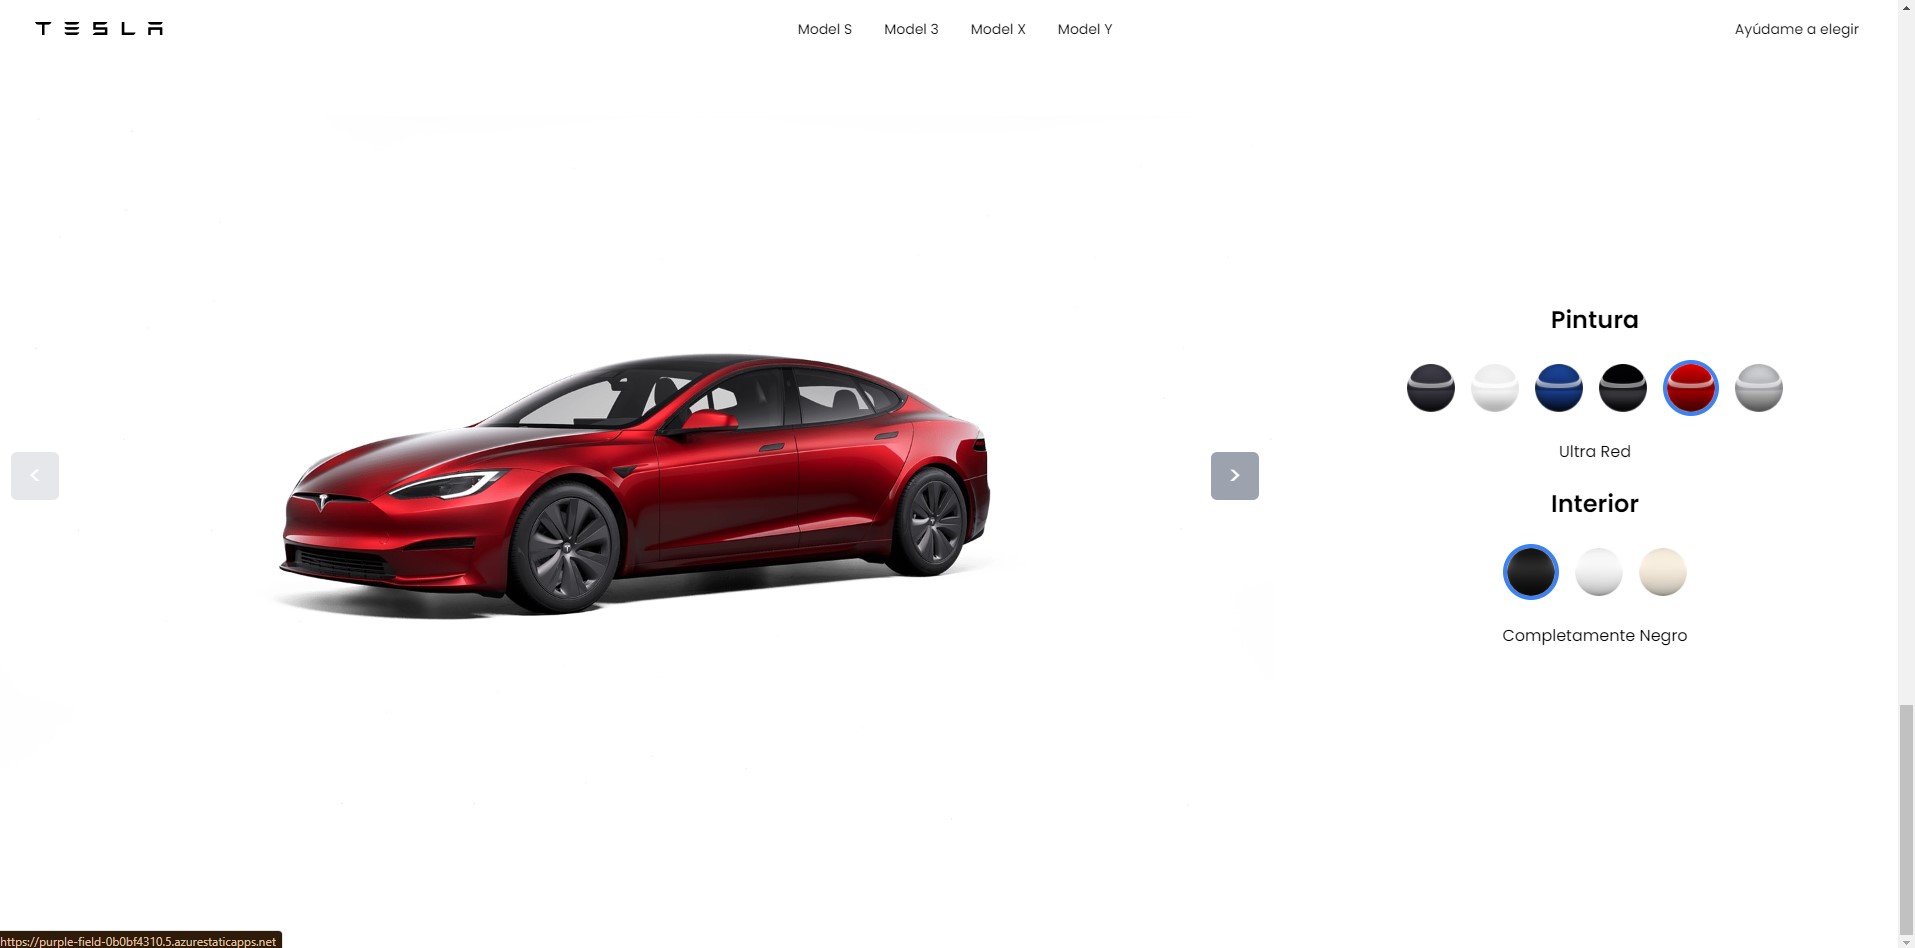 TESLA
Model S
Model 3
Model X
Model Y
Ayúdame a elegir
<
>
Pintura
Ultra Red
Interior
Completamente Negro
https://purple-field-0b0bf4310.5.azurestaticapps.net